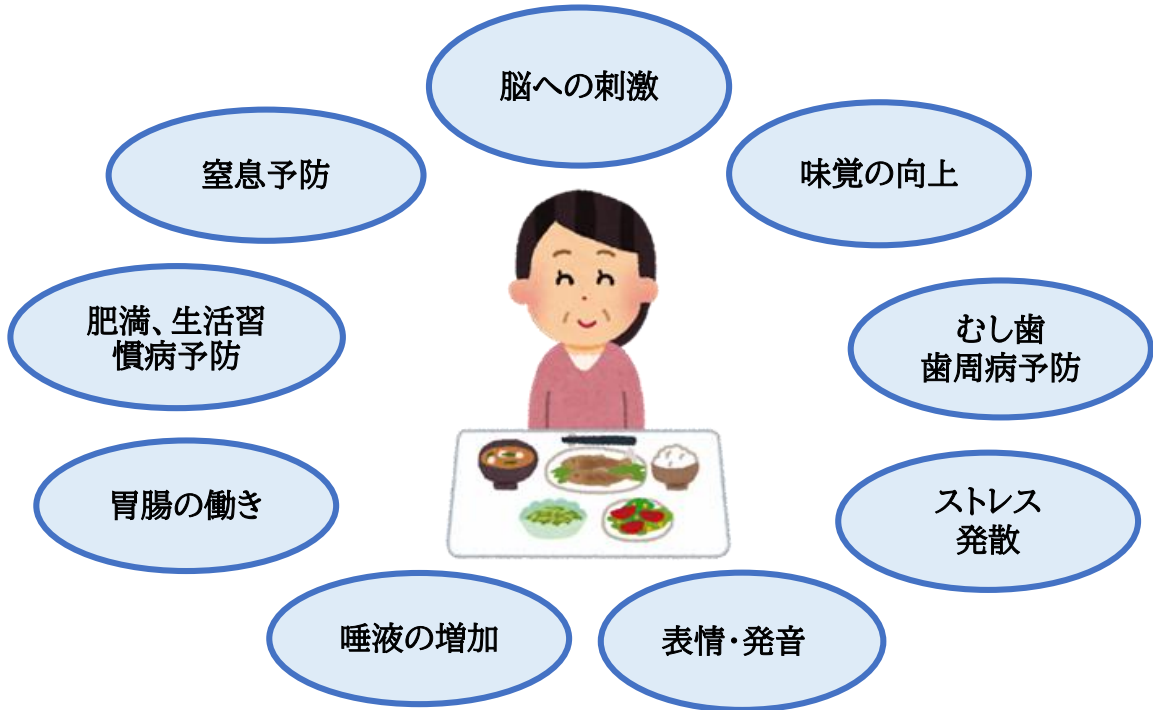 脳への刺激
窒息予防
味覚の向上
肥満、生活習
慣病予防
むし歯
歯周病予防
胃腸の働き
ストレス
発散
唾液の増加
表情・発音